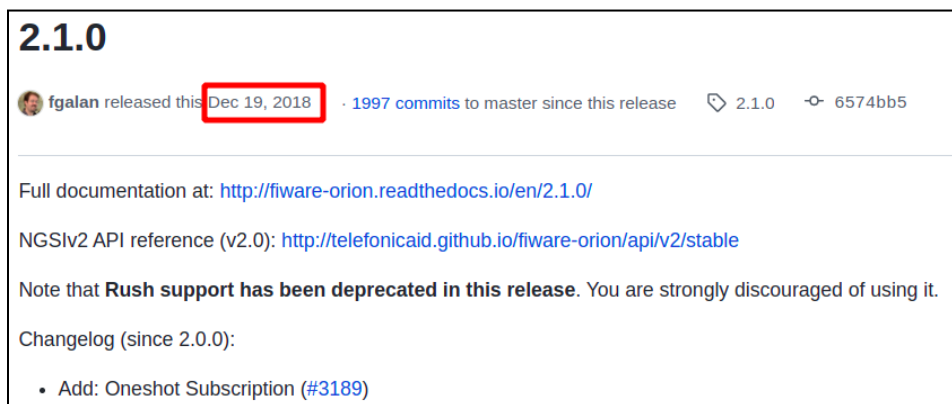 2.1.0
fgalan released this Dec 19, 2018 · 1997 commits to master since this release 2.1.0 6574bb5
Full documentation at: http://fiware-orion.readthedocs.io/en/2.1.0/
NGSIv2 API reference (v2.0): http://telefonicaid.github.io/fiware-orion/api/v2/stable
Note that Rush support has been deprecated in this release. You are strongly discouraged of using it.
Changelog (since 2.0.0):
• Add: Oneshot Subscription (#3189)